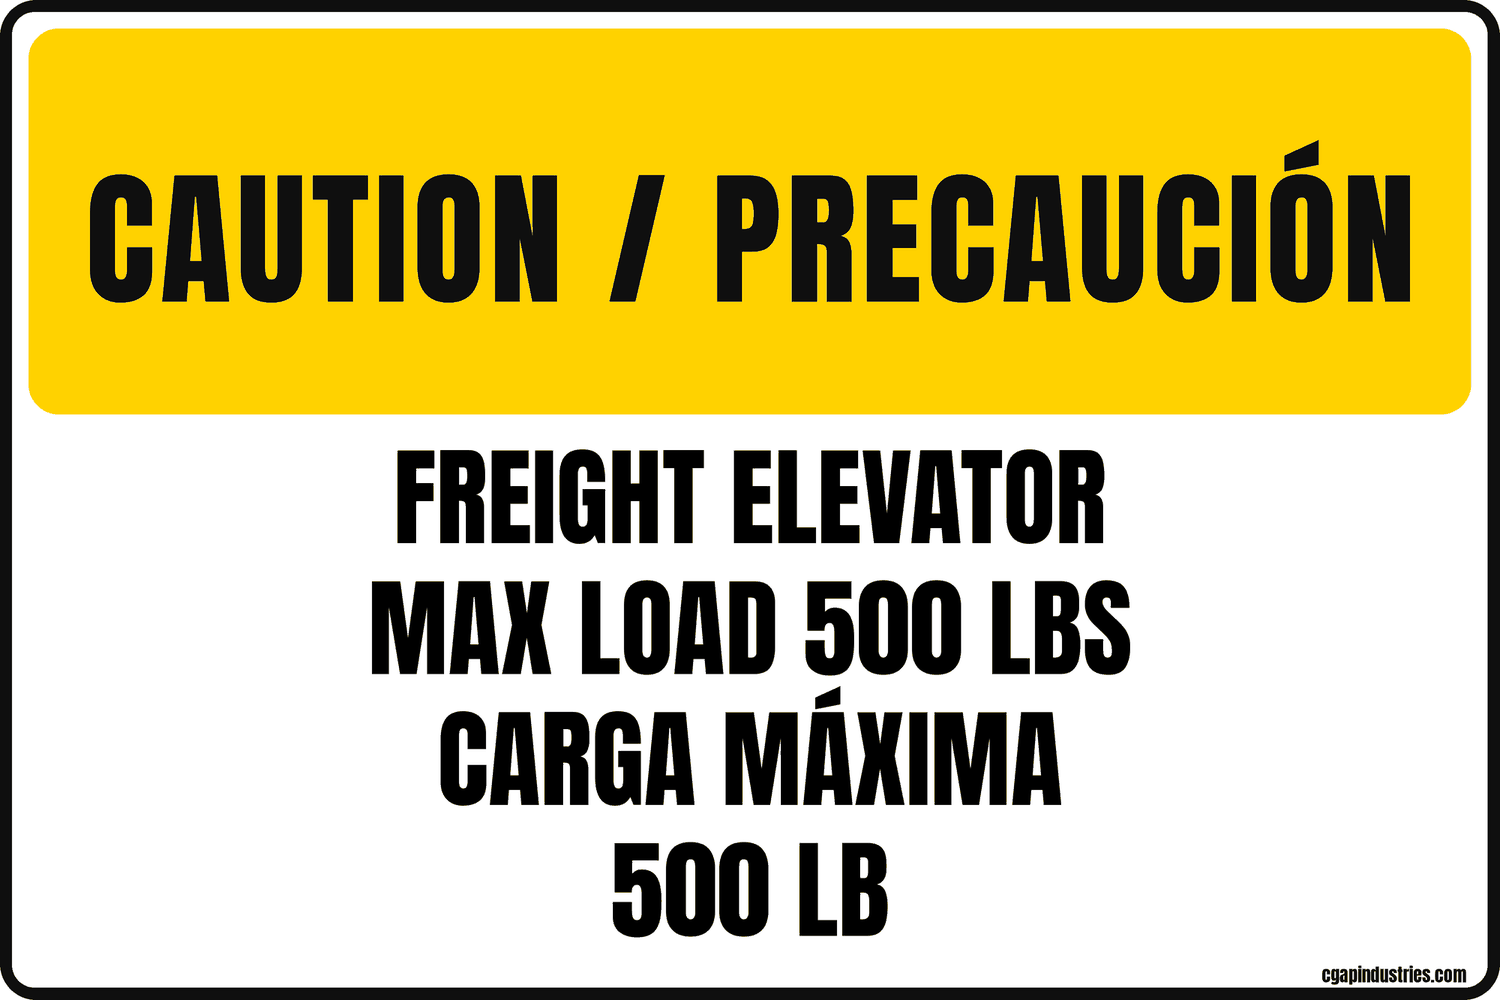 CAUTION / PRECAUCIÓN
FREIGHT ELEVATOR
MAX LOAD 500 LBS
CARGA MÁXIMA
500 LB
cgapindustries.com